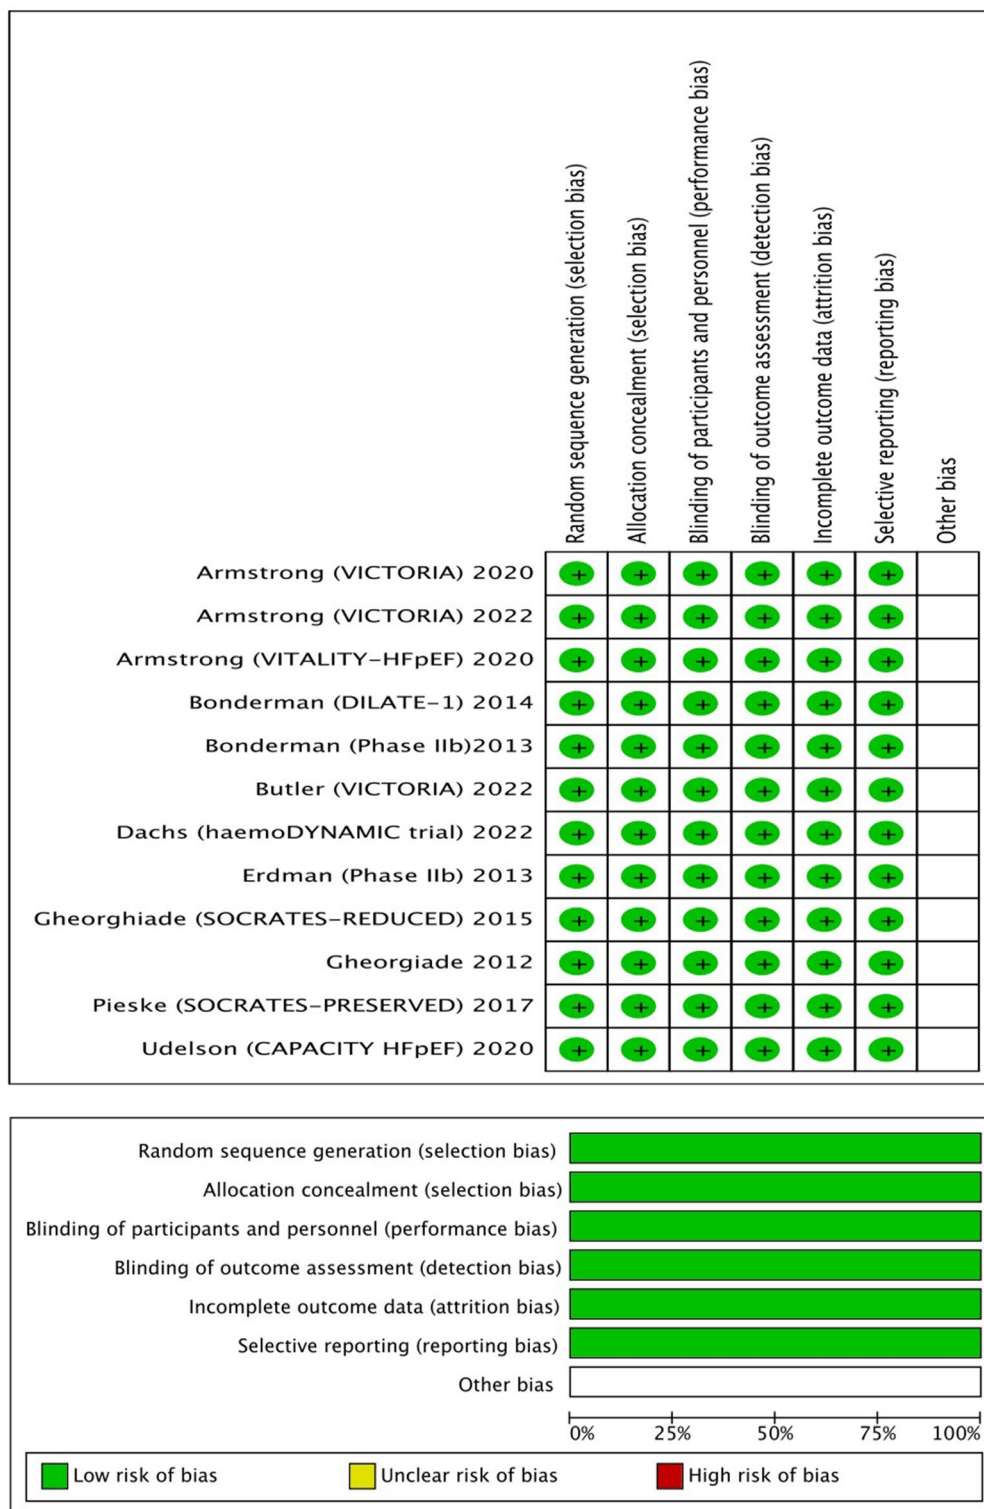 Random sequence generation (selection bias)
Allocation concealment (selection bias)
Blinding of participants and personnel (performance bias)
Blinding of outcome assessment (detection bias)
Incomplete outcome data (attrition bias)
Selective reporting (reporting bias)
Other bias
Armstrong (VICTORIA) 2020 + + + + + +
Armstrong (VICTORIA) 2022 + + + + + +
Armstrong (VITALITY–HFpEF) 2020 + + + + + +
Bonderman (DILATE–1) 2014 + + + + + +
Bonderman (Phase IIb)2013 + + + + + +
Butler (VICTORIA) 2022 + + + + + +
Dachs (haemoDYNAMIC trial) 2022 + + + + + +
Erdman (Phase IIb) 2013 + + + + + +
Gheorghiade (SOCRATES–REDUCED) 2015 + + + + + +
Gheorgiade 2012 + + + + + +
Pieske (SOCRATES–PRESERVED) 2017 + + + + + +
Udelson (CAPACITY HFpEF) 2020 + + + + + +
Random sequence generation (selection bias)
Allocation concealment (selection bias)
Blinding of participants and personnel (performance bias)
Blinding of outcome assessment (detection bias)
Incomplete outcome data (attrition bias)
Selective reporting (reporting bias)
Other bias
0% 25% 50% 75% 100%
Low risk of bias Unclear risk of bias High risk of bias